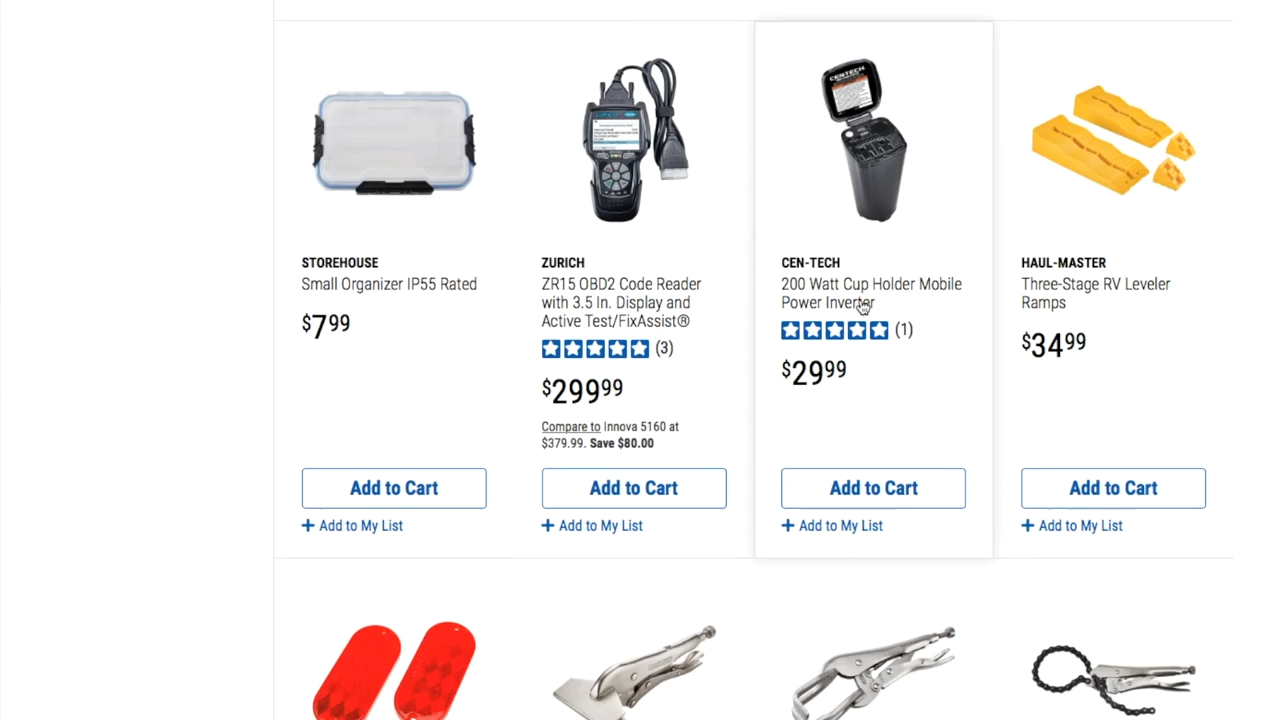 CENTECH
STOREHOUSE
Small Organizer IP55 Rated
$7.99
Add to Cart
+ Add to My List
ZURICH
ZR15 OBD2 Code Reader
with 3.5 In. Display and
Active Test/FixAssist®
(3)
$299.99
Compare to Innova 5160 at
$379.99. Save $80.00
Add to Cart
+ Add to My List
CEN-TECH
200 Watt Cup Holder Mobile
Power Inverter
(1)
$29.99
Add to Cart
+ Add to My List
HAUL-MASTER
Three-Stage RV Leveler
Ramps
$34.99
Add to Cart
+ Add to My List